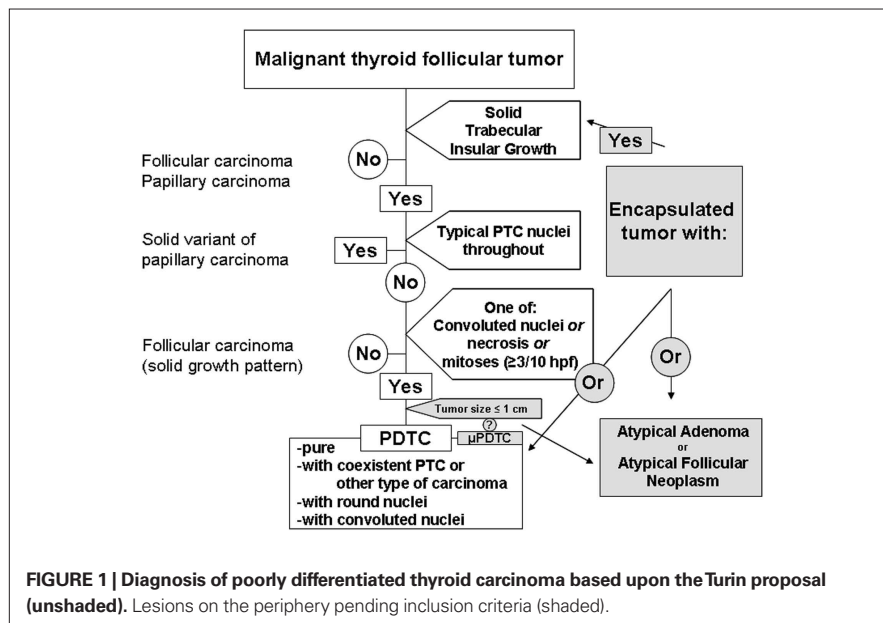 Malignant thyroid follicular tumor
Solid
Trabecular
Insular Growth
Yes
No
Follicular carcinoma
Papillary carcinoma
Yes
Encapsulated
tumor with:
Typical PTC nuclei
throughout
Solid variant of
papillary carcinoma
Yes
No
One of:
Convoluted nuclei or
necrosis or
mitoses (≥3/10 hpf)
Follicular carcinoma
(solid growth pattern)
No
Or
Or
Yes
Tumor size ≤ 1 cm
?
PDTC
µPDTC
-pure
-with coexistent PTC or
other type of carcinoma
-with round nuclei
-with convoluted nuclei
Atypical Adenoma
or
Atypical Follicular
Neoplasm
FIGURE 1 | Diagnosis of poorly differentiated thyroid carcinoma based upon the Turin proposal
(unshaded). Lesions on the periphery pending inclusion criteria (shaded).